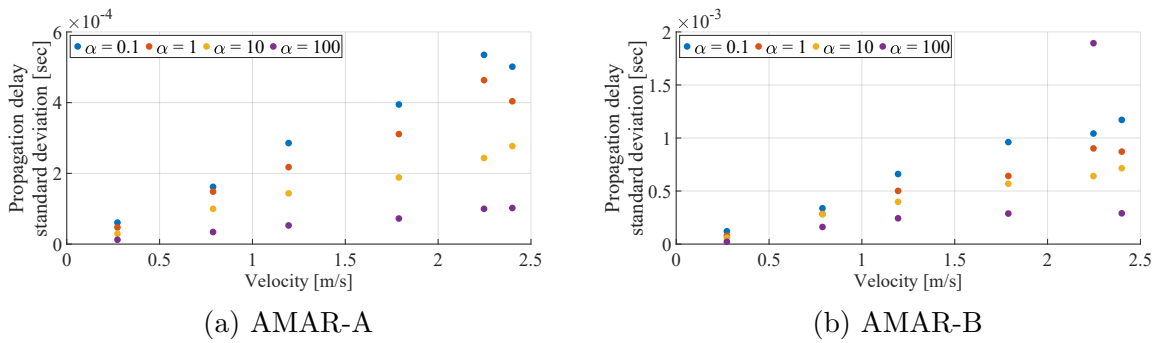 ×10⁻⁴
6
4
2
0
Propagation delay
standard deviation [sec]
α = 0.1 α = 1 α = 10 α = 100
0 0.5 1 1.5 2 2.5
Velocity [m/s]
(a) AMAR-A
×10⁻³
2
1.5
1
0.5
0
Propagation delay
standard deviation [sec]
α = 0.1 α = 1 α = 10 α = 100
0 0.5 1 1.5 2 2.5
Velocity [m/s]
(b) AMAR-B